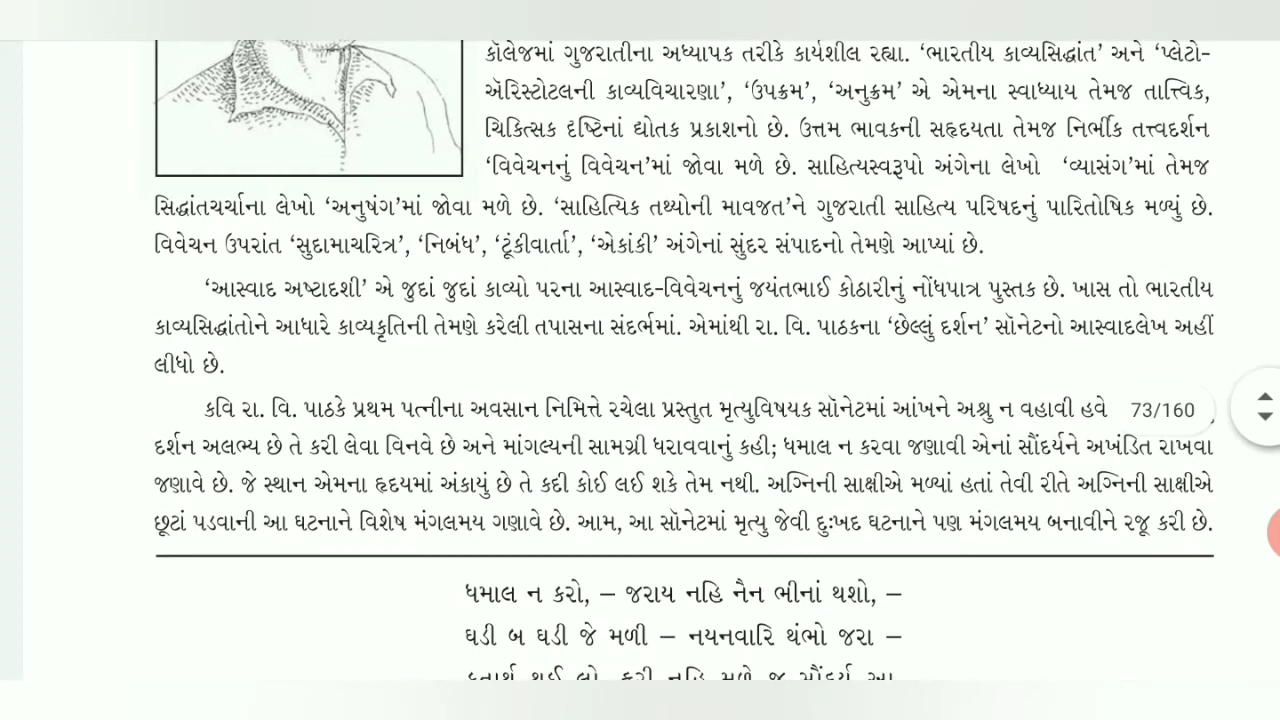 કૉલેજમાં ગુજરાતીના અધ્યાપક તરીકે કાર્યશીલ રહ્યા. ‘ભારતીય કાવ્યસિદ્ધાંત’ અને ‘પ્લેટો-
ઍરિસ્ટોટલની કાવ્યવિચારણા’, ‘ઉપક્રમ’, ‘અનુક્રમ’ એ એમના સ્વાધ્યાય તેમજ તાત્ત્વિક,
ચિકિત્સક દૃષ્ટિનાં દ્યોતક પ્રકાશનો છે. ઉત્તમ ભાવકની સહૃદયતા તેમજ નિર્ભીક તત્ત્વદર્શન
‘વિવેચનનું વિવેચન’માં જોવા મળે છે. સાહિત્યસ્વરૂપો અંગેના લેખો ‘વ્યાસંગ’માં તેમજ
સિદ્ધાંતચર્ચાના લેખો ‘અનુષંગ’માં જોવા મળે છે. ‘સાહિત્યિક તથ્યોની માવજત’ને ગુજરાતી સાહિત્ય પરિષદનું પારિતોષિક મળ્યું છે.
વિવેચન ઉપરાંત ‘સુદામાચરિત્ર’, ‘નિબંધ’, ‘ટૂંકીવાર્તા’, ‘એકાંકી’ અંગેનાં સુંદર સંપાદનો તેમણે આપ્યાં છે.
‘આસ્વાદ અષ્ટાદશી’ એ જુદાં જુદાં કાવ્યો પરના આસ્વાદ-વિવેચનનું જયંતભાઈ કોઠારીનું નોંધપાત્ર પુસ્તક છે. ખાસ તો ભારતીય
કાવ્યસિદ્ધાંતોને આધારે કાવ્યકૃતિની તેમણે કરેલી તપાસના સંદર્ભમાં. એમાંથી રા. વિ. પાઠકના ‘છેલ્લું દર્શન’ સૉનેટનો આસ્વાદલેખ અહીં
લીધો છે.
કવિ રા. વિ. પાઠકે પ્રથમ પત્નીના અવસાન નિમિત્તે રચેલા પ્રસ્તુત મૃત્યુવિષયક સૉનેટમાં આંખને અશ્રુ ન વહાવી હવે 73/160
દર્શન અલભ્ય છે તે કરી લેવા વિનવે છે અને માંગલ્યની સામગ્રી ધરાવવાનું કહી; ધમાલ ન કરવા જણાવી એનાં સૌંદર્યને અખંડિત રાખવા
જણાવે છે. જે સ્થાન એમના હૃદયમાં અંકાયું છે તે કદી કોઈ લઈ શકે તેમ નથી. અગ્નિની સાક્ષીએ મળ્યાં હતાં તેવી રીતે અગ્નિની સાક્ષીએ
છૂટાં પડવાની આ ઘટનાને વિશેષ મંગલમય ગણાવે છે. આમ, આ સૉનેટમાં મૃત્યુ જેવી દુઃખદ ઘટનાને પણ મંગલમય બનાવીને રજૂ કરી છે.
ધમાલ ન કરો, – જરાય નહિ નૈન ભીનાં થશો, –
ઘડી બ ઘડી જે મળી – નયનવારિ થંભો જરા –